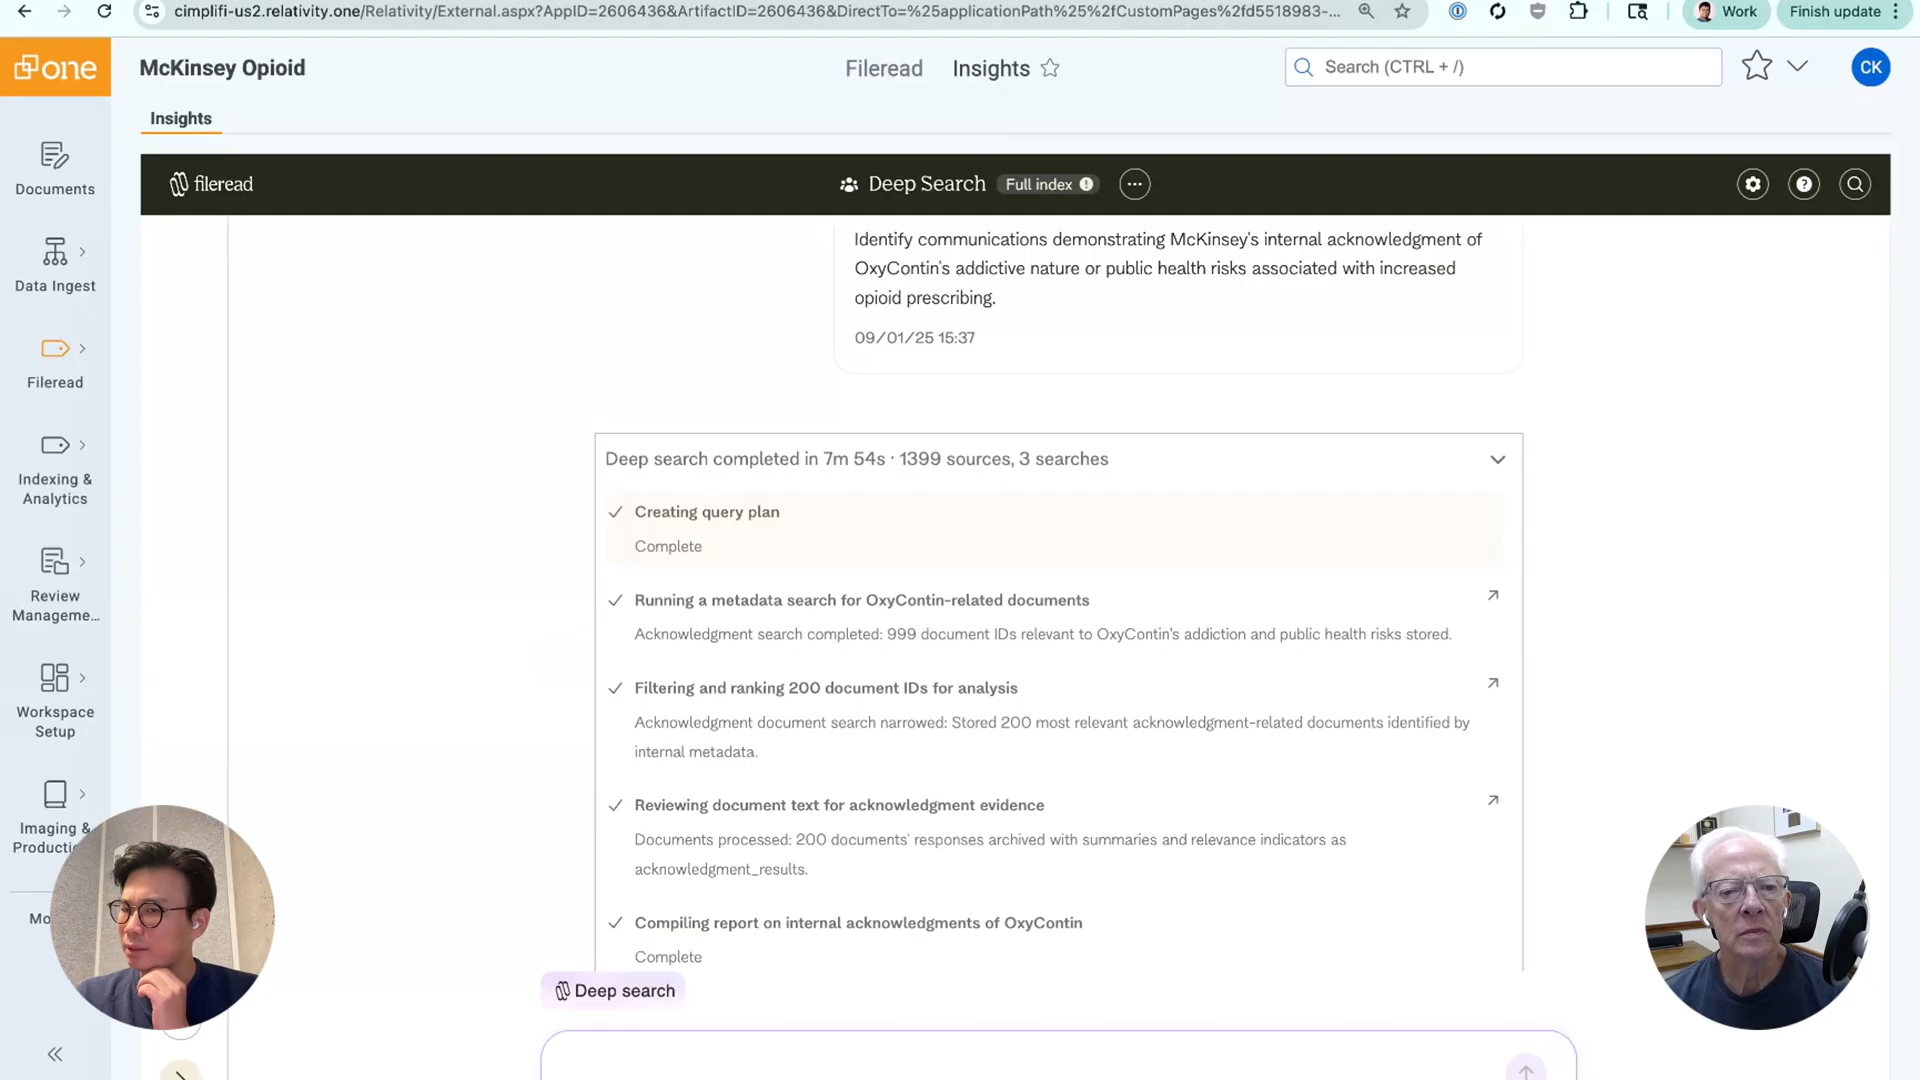 cimplifi-us2.relativity.one/Relativity/External.aspx?AppID=2606436&ArtifactID=2606436&DirectTo=%25applicationPath%25%2fCustomPages%2fd5518983-...
Work
Finish update
one
McKinsey Opioid
Fileread
Insights
Search (CTRL + /)
CK
Insights
Documents
Data Ingest
Fileread
Indexing &
Analytics
Review
Manageme...
Workspace
Setup
Imaging &
Mo
fileread
Deep Search
Full index
Identify communications demonstrating McKinsey's internal acknowledgment of
OxyContin's addictive nature or public health risks associated with increased
opioid prescribing.
09/01/25 15:37
Deep search completed in 7m 54s · 1399 sources, 3 searches
Creating query plan
Complete
Running a metadata search for OxyContin-related documents
Acknowledgment search completed: 999 document IDs relevant to OxyContin's addiction and public health risks stored.
Filtering and ranking 200 document IDs for analysis
Acknowledgment document search narrowed: Stored 200 most relevant acknowledgment-related documents identified by
internal metadata.
Reviewing document text for acknowledgment evidence
Documents processed: 200 documents' responses archived with summaries and relevance indicators as
acknowledgment_results.
Compiling report on internal acknowledgments of OxyContin
Complete
Deep search